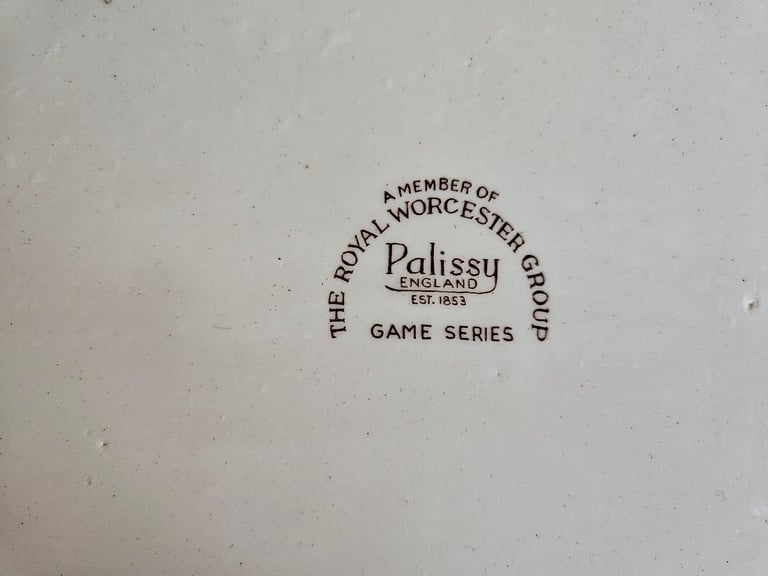 A MEMBER OF
THE ROYAL WORCESTER GROUP
Palissy
ENGLAND
EST. 1853
GAME SERIES